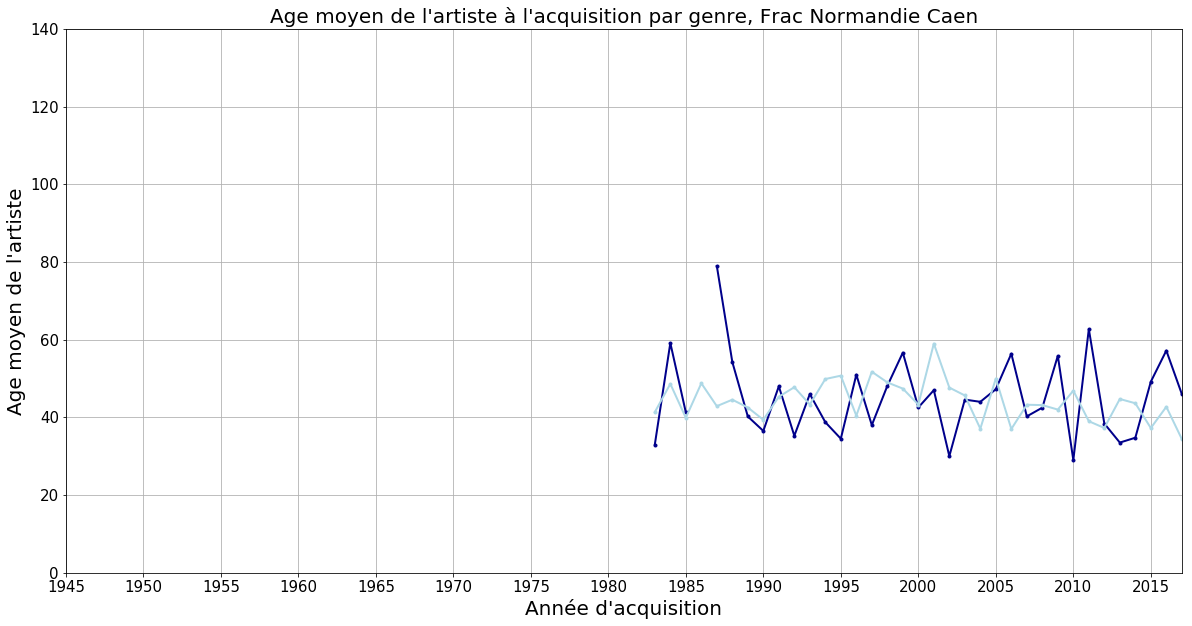 Age moyen de l'artiste à l'acquisition par genre, Frac Normandie Caen
140
120
100
80
60
40
20
0
Age moyen de l'artiste
1945 1950 1955 1960 1965 1970 1975 1980 1985 1990 1995 2000 2005 2010 2015
Année d'acquisition